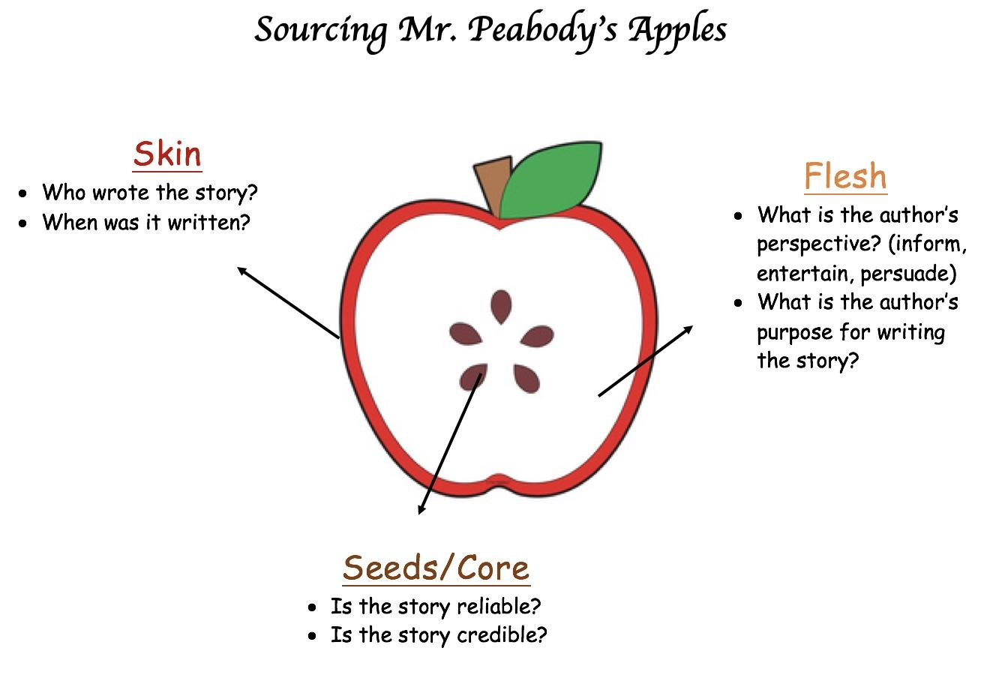 Sourcing Mr. Peabody's Apples
Skin
• Who wrote the story?
• When was it written?
Flesh
• What is the author's
perspective? (inform,
entertain, persuade)
• What is the author's
purpose for writing
the story?
Seeds/Core
• Is the story reliable?
• Is the story credible?